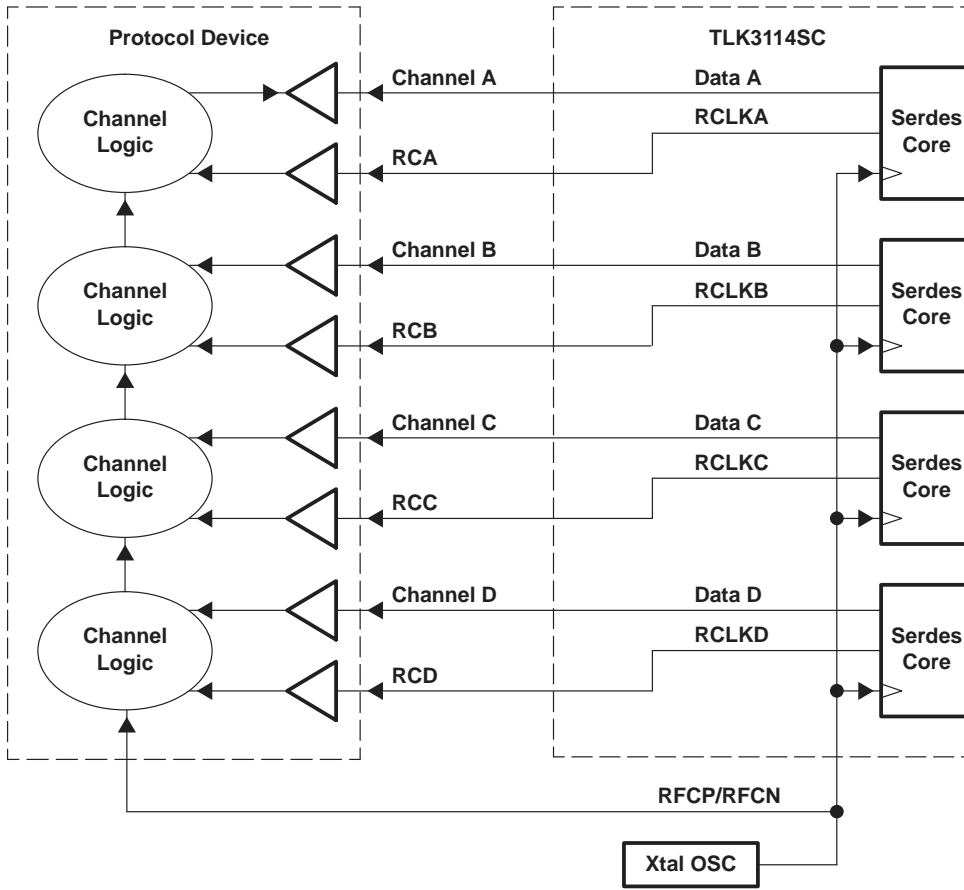 Protocol Device
TLK3114SC
Channel
Logic
Channel A
Data A
RCLKA
RCA
Serdes
Core
Channel
Logic
Channel B
Data B
RCLKB
RCB
Serdes
Core
Channel
Logic
Channel C
Data C
RCLKC
RCC
Serdes
Core
Channel
Logic
Channel D
Data D
RCLKD
RCD
Serdes
Core
RFCP/RFCN
Xtal OSC